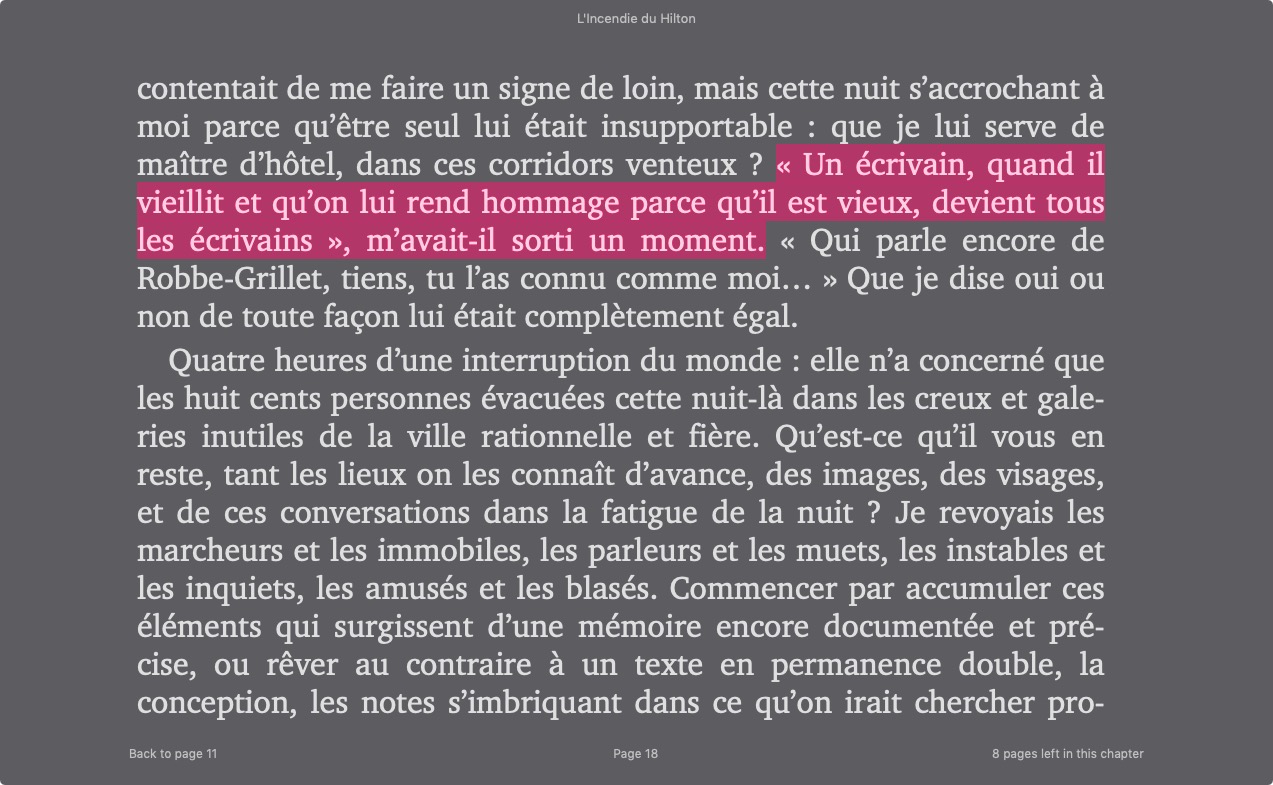 L'Incendie du Hilton
contentait de me faire un signe de loin, mais cette nuit s’accrochant à
moi parce qu’être seul lui était insupportable : que je lui serve de
maître d’hôtel, dans ces corridors venteux ? « Un écrivain, quand il
vieillit et qu’on lui rend hommage parce qu’il est vieux, devient tous
les écrivains », m’avait-il sorti un moment. « Qui parle encore de
Robbe-Grillet, tiens, tu l’as connu comme moi… » Que je dise oui ou
non de toute façon lui était complètement égal.
Quatre heures d’une interruption du monde : elle n’a concerné que
les huit cents personnes évacuées cette nuit-là dans les creux et gale-
ries inutiles de la ville rationnelle et fière. Qu’est-ce qu’il vous en
reste, tant les lieux on les connaît d’avance, des images, des visages,
et de ces conversations dans la fatigue de la nuit ? Je revoyais les
marcheurs et les immobiles, les parleurs et les muets, les instables et
les inquiets, les amusés et les blasés. Commencer par accumuler ces
éléments qui surgissent d’une mémoire encore documentée et pré-
cise, ou rêver au contraire à un texte en permanence double, la
conception, les notes s’imbriquant dans ce qu’on irait chercher pro-
Back to page 11
Page 18
8 pages left in this chapter